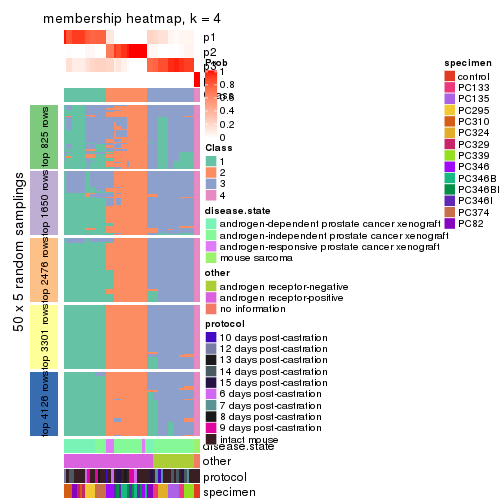 membership heatmap, k = 4
p1
p2
p3
Prob
1
0.8
0.6
0.4
0.2
0
Class
1
2
3
4
disease.state
androgen-dependent prostate cancer xenograft
androgen-independent prostate cancer xenograft
androgen-responsive prostate cancer xenograft
mouse sarcoma
other
androgen receptor-negative
androgen receptor-positive
no information
protocol
10 days post-castration
12 days post-castration
13 days post-castration
14 days post-castration
15 days post-castration
6 days post-castration
7 days post-castration
8 days post-castration
9 days post-castration
intact mouse
specimen
control
PC133
PC135
PC295
PC310
PC324
PC329
PC339
PC346
PC346B
PC346BI
PC346I
PC374
PC82
50 x 5 random samplings
top 825 rows
top 1650 rows
top 2476 rows
top 3301 rows
top 4126 rows
disease.state
other
protocol
specimen